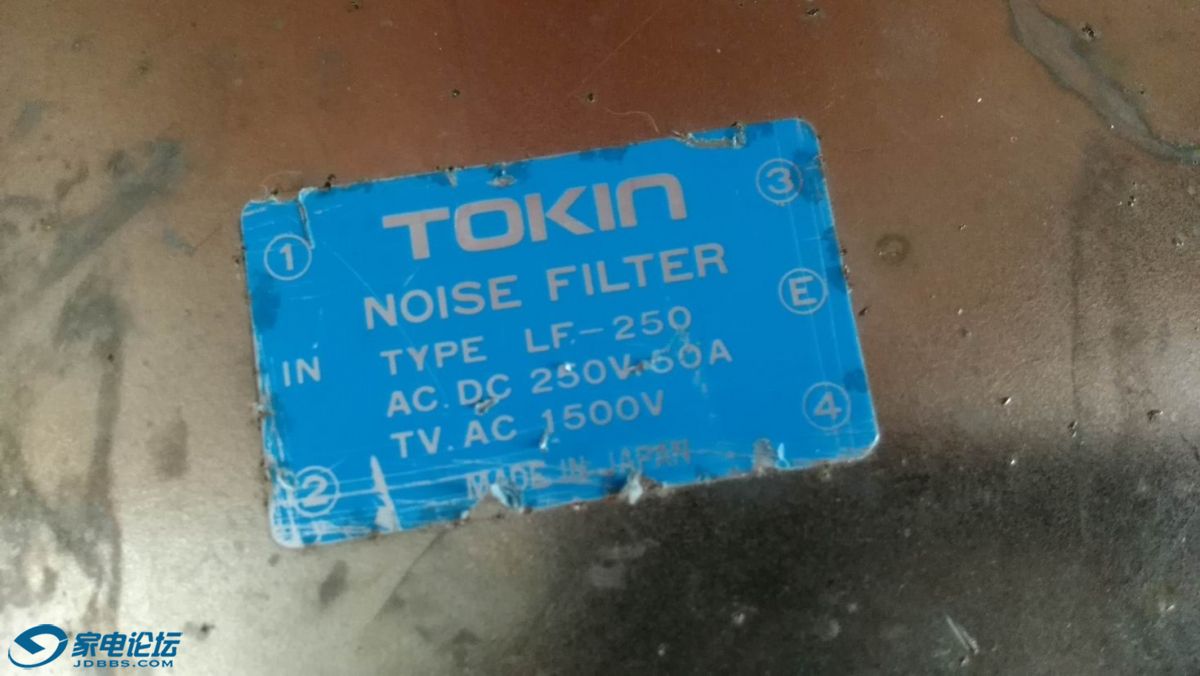 TOKIN
① ③
NOISE FILTER
Ⓔ
IN TYPE LF-250
AC.DC 250V.50A
④
TV.AC 1500V
②
MADE IN JAPAN
家电论坛
JDBBS.COM